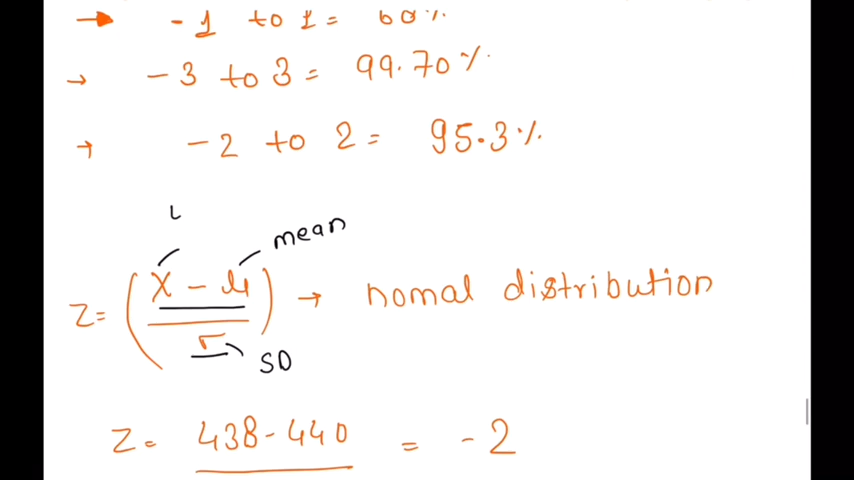 → -1 to 1 = 68%
→ -3 to 3 = 99.70%
→ -2 to 2 = 95.3%
mean
Z = (X - μ / σ) → nomal distribution
SD
Z = 438-440 = -2